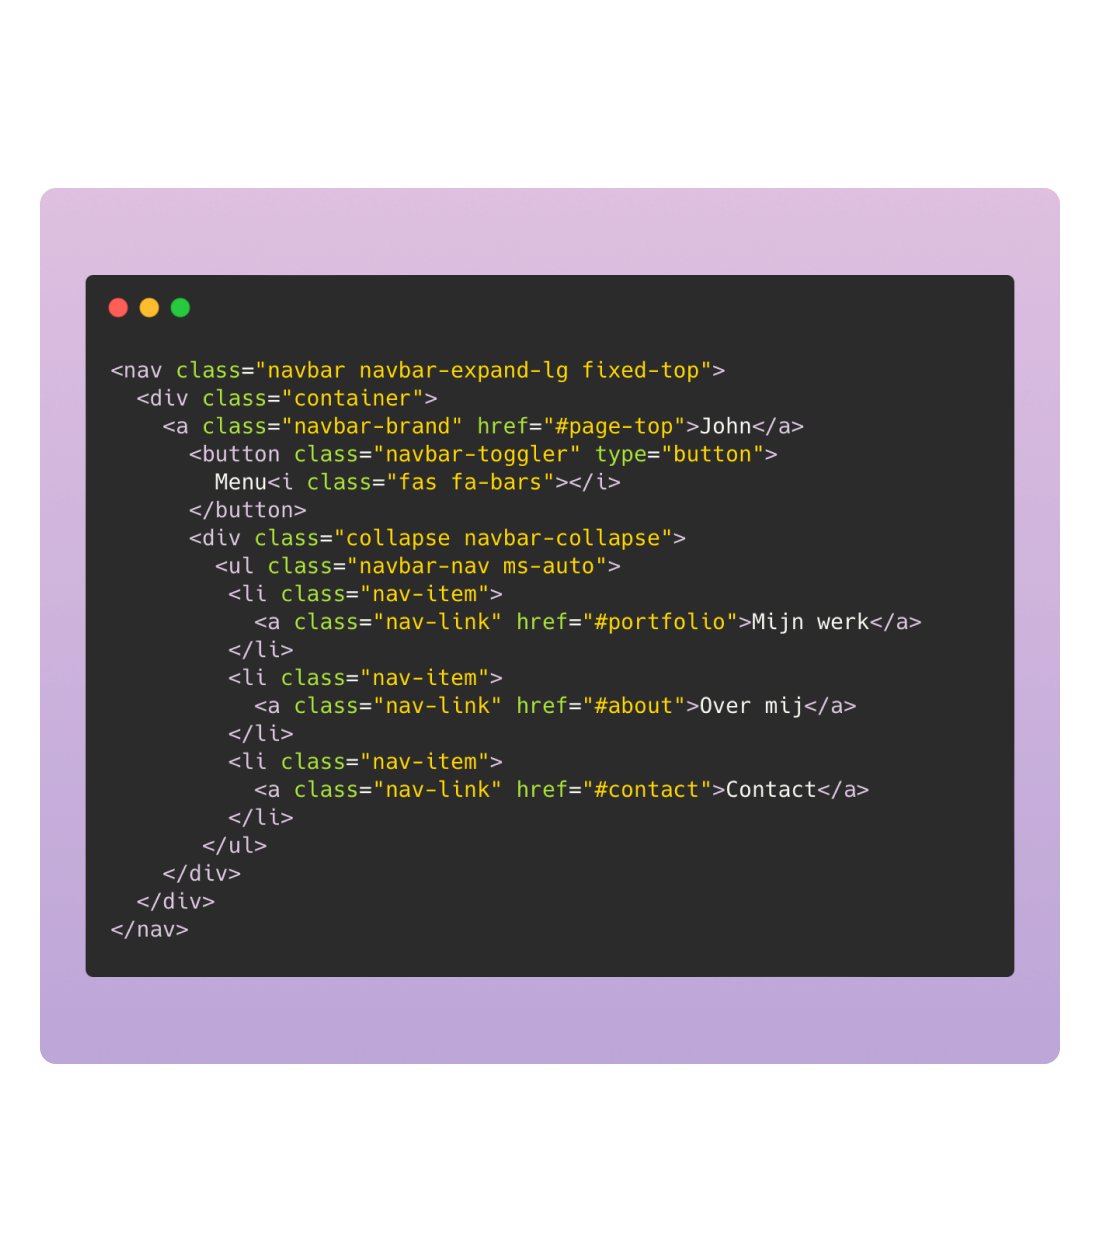 <nav class="navbar navbar-expand-lg fixed-top">
  <div class="container">
    <a class="navbar-brand" href="#page-top">John</a>
      <button class="navbar-toggler" type="button">
        Menu<i class="fas fa-bars"></i>
      </button>
      <div class="collapse navbar-collapse">
        <ul class="navbar-nav ms-auto">
         <li class="nav-item">
           <a class="nav-link" href="#portfolio">Mijn werk</a>
         </li>
         <li class="nav-item">
           <a class="nav-link" href="#about">Over mij</a>
         </li>
         <li class="nav-item">
           <a class="nav-link" href="#contact">Contact</a>
         </li>
       </ul>
    </div>
  </div>
</nav>